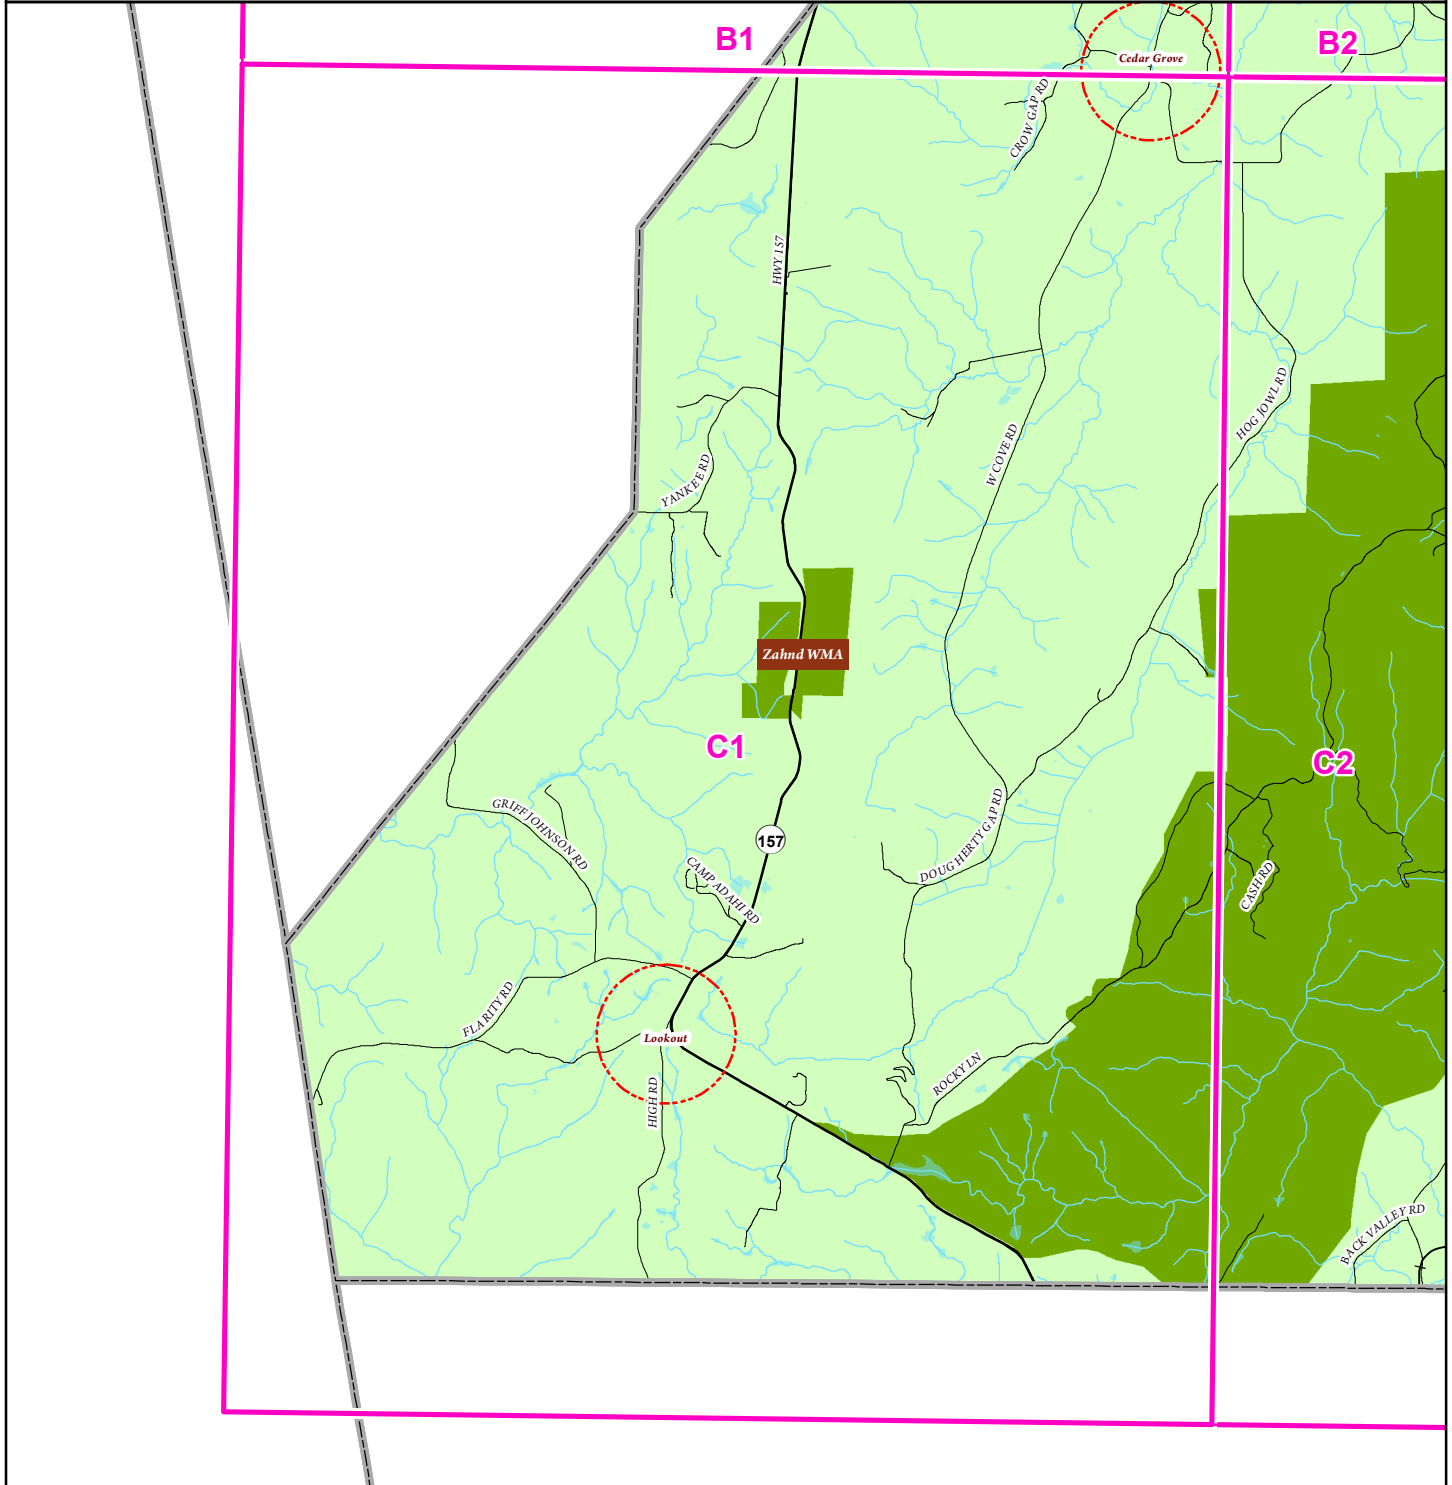 B1
B2
Cedar Grove
CROW GAP RD
HWY 157
HOG JOWL RD
W COVE RD
YANKEE RD
Zahnd WMA
C1
C2
GRIFF JOHNSON RD
157
DOUGHERTY GAP RD
CAMP ADAHI RD
CASH RD
FLARITY RD
Lookout
ROCKY LN
HIGH RD
BACK VALLEY RD